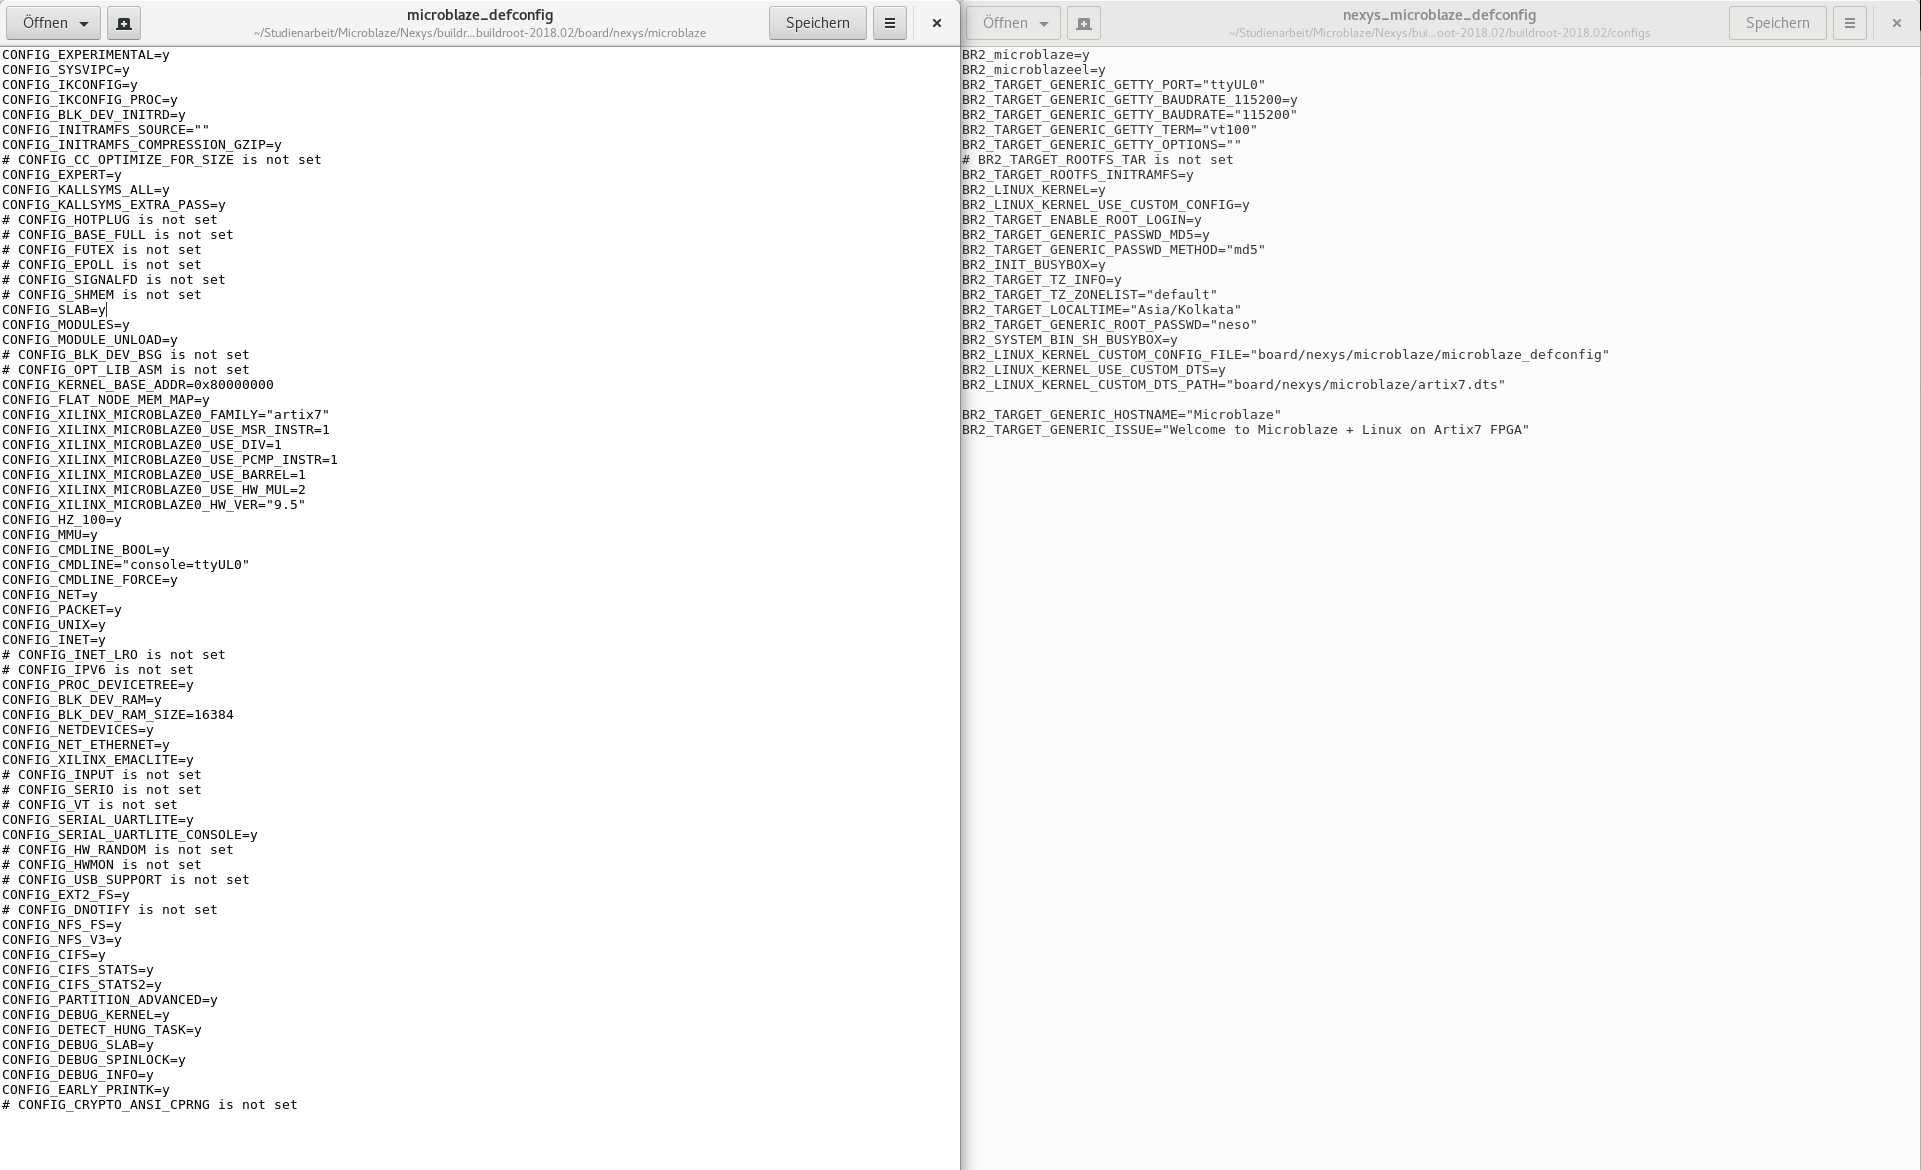 Öffnen
microblaze_defconfig
~/Studienarbeit/Microblaze/Nexys/buildr...buildroot-2018.02/board/nexys/microblaze
Speichern
CONFIG_EXPERIMENTAL=y
CONFIG_SYSVIPC=y
CONFIG_IKCONFIG=y
CONFIG_IKCONFIG_PROC=y
CONFIG_BLK_DEV_INITRD=y
CONFIG_INITRAMFS_SOURCE=""
CONFIG_INITRAMFS_COMPRESSION_GZIP=y
# CONFIG_CC_OPTIMIZE_FOR_SIZE is not set
CONFIG_EXPERT=y
CONFIG_KALLSYMS_ALL=y
CONFIG_KALLSYMS_EXTRA_PASS=y
# CONFIG_HOTPLUG is not set
# CONFIG_BASE_FULL is not set
# CONFIG_FUTEX is not set
# CONFIG_EPOLL is not set
# CONFIG_SIGNALFD is not set
# CONFIG_SHMEM is not set
CONFIG_SLAB=y
CONFIG_MODULES=y
CONFIG_MODULE_UNLOAD=y
# CONFIG_BLK_DEV_BSG is not set
# CONFIG_OPT_LIB_ASM is not set
CONFIG_KERNEL_BASE_ADDR=0x80000000
CONFIG_FLAT_NODE_MEM_MAP=y
CONFIG_XILINX_MICROBLAZE0_FAMILY="artix7"
CONFIG_XILINX_MICROBLAZE0_USE_MSR_INSTR=1
CONFIG_XILINX_MICROBLAZE0_USE_DIV=1
CONFIG_XILINX_MICROBLAZE0_USE_PCMP_INSTR=1
CONFIG_XILINX_MICROBLAZE0_USE_BARREL=1
CONFIG_XILINX_MICROBLAZE0_USE_HW_MUL=2
CONFIG_XILINX_MICROBLAZE0_HW_VER="9.5"
CONFIG_HZ_100=y
CONFIG_MMU=y
CONFIG_CMDLINE_BOOL=y
CONFIG_CMDLINE="console=ttyUL0"
CONFIG_CMDLINE_FORCE=y
CONFIG_NET=y
CONFIG_PACKET=y
CONFIG_UNIX=y
CONFIG_INET=y
# CONFIG_INET_LRO is not set
# CONFIG_IPV6 is not set
CONFIG_PROC_DEVICETREE=y
CONFIG_BLK_DEV_RAM=y
CONFIG_BLK_DEV_RAM_SIZE=16384
CONFIG_NETDEVICES=y
CONFIG_NET_ETHERNET=y
CONFIG_XILINX_EMACLITE=y
# CONFIG_INPUT is not set
# CONFIG_SERIO is not set
# CONFIG_VT is not set
CONFIG_SERIAL_UARTLITE=y
CONFIG_SERIAL_UARTLITE_CONSOLE=y
# CONFIG_HW_RANDOM is not set
# CONFIG_HWMON is not set
# CONFIG_USB_SUPPORT is not set
CONFIG_EXT2_FS=y
# CONFIG_DNOTIFY is not set
CONFIG_NFS_FS=y
CONFIG_NFS_V3=y
CONFIG_CIFS=y
CONFIG_CIFS_STATS=y
CONFIG_CIFS_STATS2=y
CONFIG_PARTITION_ADVANCED=y
CONFIG_DEBUG_KERNEL=y
CONFIG_DETECT_HUNG_TASK=y
CONFIG_DEBUG_SLAB=y
CONFIG_DEBUG_SPINLOCK=y
CONFIG_DEBUG_INFO=y
CONFIG_EARLY_PRINTK=y
# CONFIG_CRYPTO_ANSI_CPRNG is not set
Öffnen
nexys_microblaze_defconfig
~/Studienarbeit/Microblaze/Nexys/bui...oot-2018.02/buildroot-2018.02/configs
Speichern
BR2_microblaze=y
BR2_microblazeel=y
BR2_TARGET_GENERIC_GETTY_PORT="ttyUL0"
BR2_TARGET_GENERIC_GETTY_BAUDRATE_115200=y
BR2_TARGET_GENERIC_GETTY_BAUDRATE="115200"
BR2_TARGET_GENERIC_GETTY_TERM="vt100"
BR2_TARGET_GENERIC_GETTY_OPTIONS=""
# BR2_TARGET_ROOTFS_TAR is not set
BR2_TARGET_ROOTFS_INITRAMFS=y
BR2_LINUX_KERNEL=y
BR2_LINUX_KERNEL_USE_CUSTOM_CONFIG=y
BR2_TARGET_ENABLE_ROOT_LOGIN=y
BR2_TARGET_GENERIC_PASSWD_MD5=y
BR2_TARGET_GENERIC_PASSWD_METHOD="md5"
BR2_INIT_BUSYBOX=y
BR2_TARGET_TZ_INFO=y
BR2_TARGET_TZ_ZONELIST="default"
BR2_TARGET_LOCALTIME="Asia/Kolkata"
BR2_TARGET_GENERIC_ROOT_PASSWD="neso"
BR2_SYSTEM_BIN_SH_BUSYBOX=y
BR2_LINUX_KERNEL_CUSTOM_CONFIG_FILE="board/nexys/microblaze/microblaze_defconfig"
BR2_LINUX_KERNEL_USE_CUSTOM_DTS=y
BR2_LINUX_KERNEL_CUSTOM_DTS_PATH="board/nexys/microblaze/artix7.dts"
BR2_TARGET_GENERIC_HOSTNAME="Microblaze"
BR2_TARGET_GENERIC_ISSUE="Welcome to Microblaze + Linux on Artix7 FPGA"